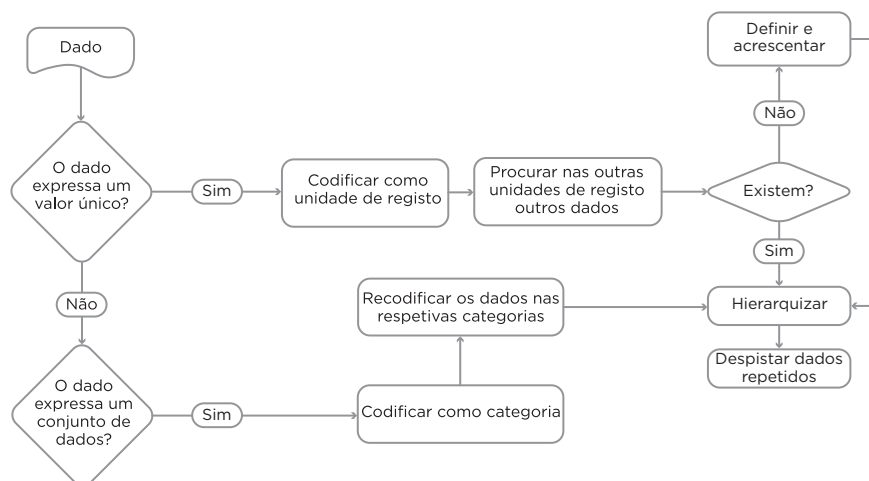 Dado
Definir e
acrescentar
Não
O dado
expressa um
valor único?
Sim
Codificar como
unidade de registo
Procurar nas outras
unidades de registo
outros dados
Existem?
Sim
Não
Recodificar os dados nas
respetivas categorias
Hierarquizar
Despistar dados
repetidos
O dado
expressa um
conjunto de
dados?
Sim
Codificar como categoria